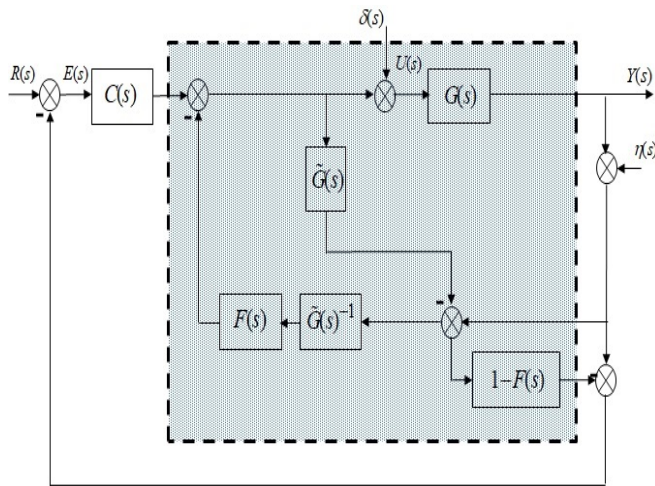 δ(s)
R(s)
E(s)
C(s)
U(s)
G(s)
Y(s)
η(s)
G̃(s)
F(s)
G̃(s)⁻¹
1−F(s)